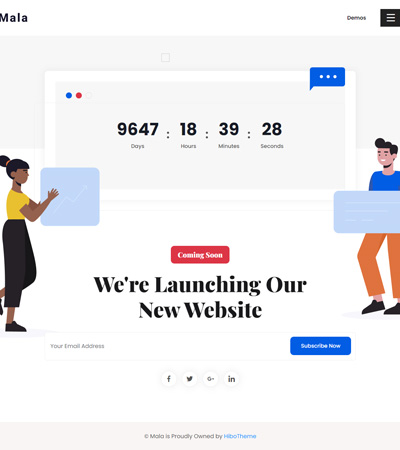 Mala
Demos
9647 : 18 : 39 : 28
Days Hours Minutes Seconds
Coming Soon
We're Launching Our
New Website
Your Email Address
Subscribe Now
f G+ in
© Mala is Proudly Owned by HiboTheme